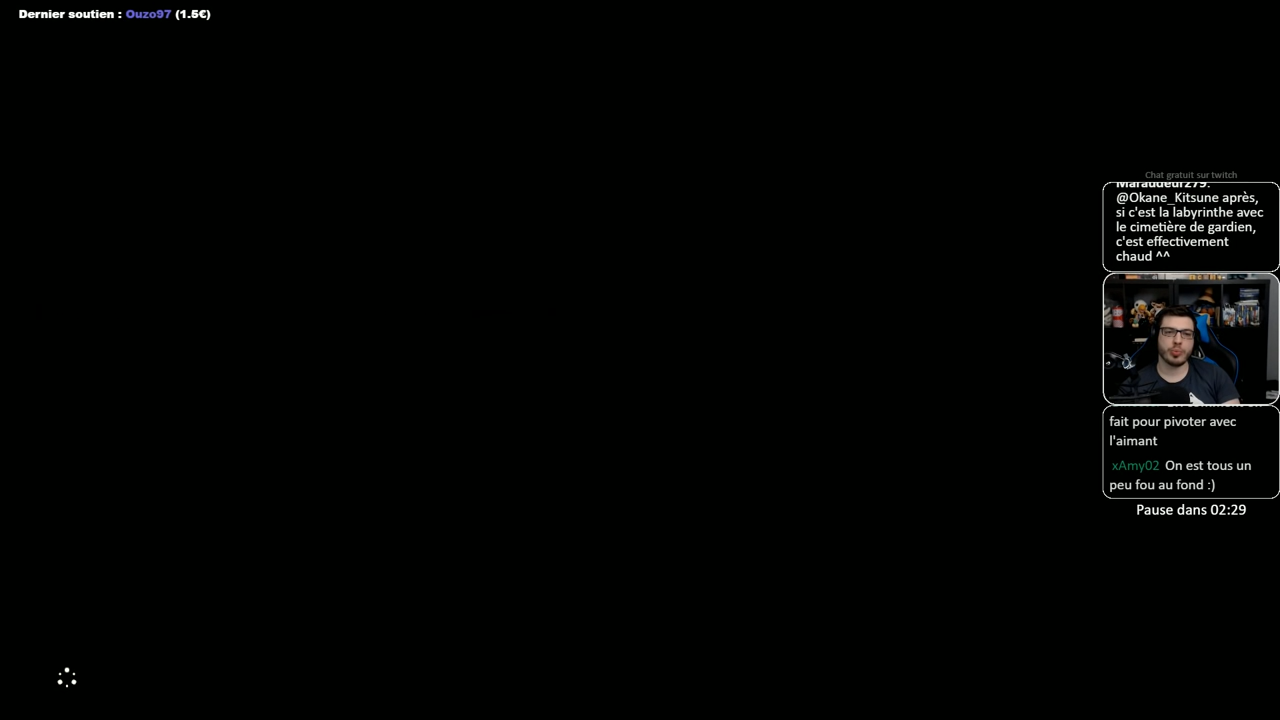 Dernier soutien : Ouzo97 (1.5€)
Chat gratuit sur twitch
Maraudeur279:
@Okane_Kitsune après,
si c'est la labyrinthe avec
le cimetière de gardien,
c'est effectivement
chaud ^^
fait pour pivoter avec
l'aimant
xAmy02 On est tous un
peu fou au fond :)
Pause dans 02:29